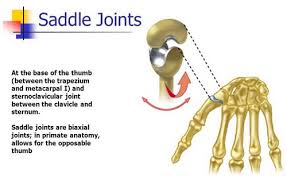 Saddle Joints
At the base of the thumb
(between the trapezium
and metacarpal I) and
sternoclavicular joint
between the clavicle and
sternum.
Saddle joints are biaxial
joints; in primate anatomy,
allows for the opposable
thumb